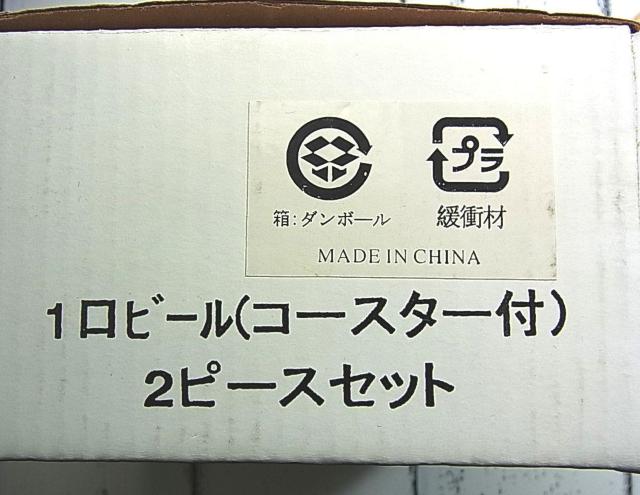 プラ
箱:ダンボール 緩衝材
MADE IN CHINA
1口ビール(コースター付)
2ピースセット